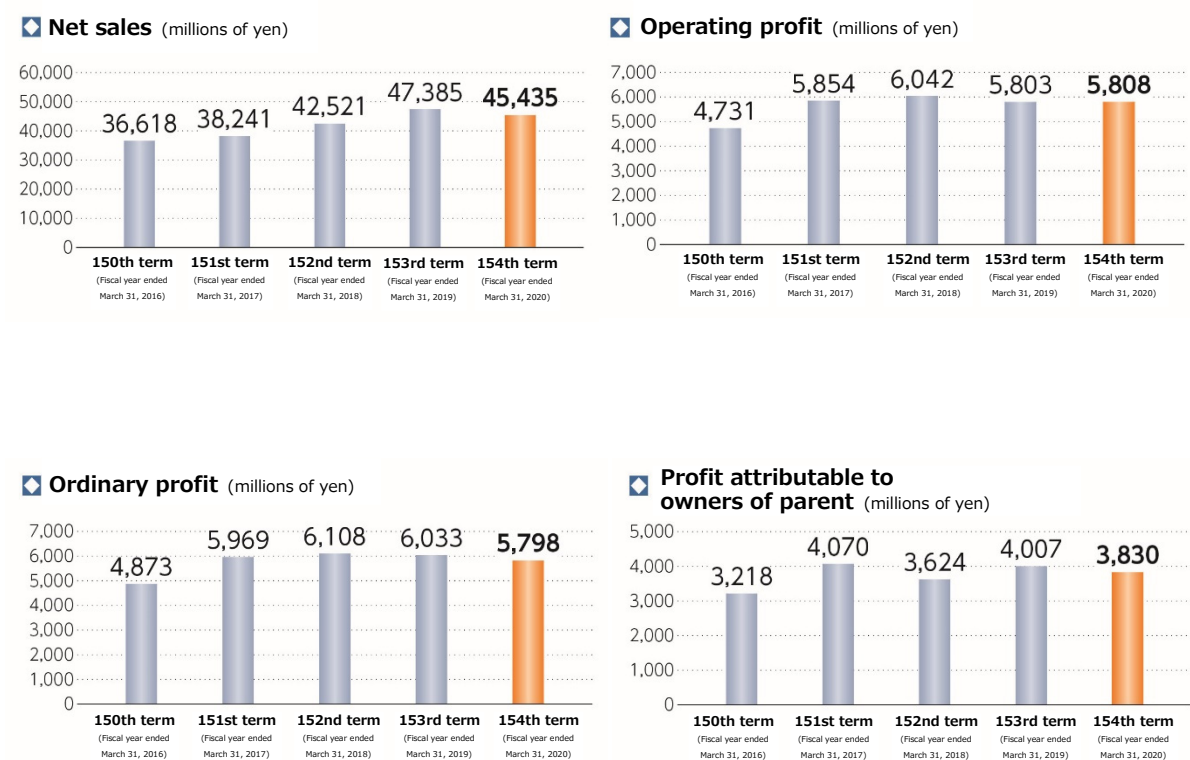 Net sales (millions of yen)
60,000
50,000
40,000
30,000
20,000
10,000
0
36,618
38,241
42,521
47,385
45,435
150th term
(Fiscal year ended
March 31, 2016)
151st term
(Fiscal year ended
March 31, 2017)
152nd term
(Fiscal year ended
March 31, 2018)
153rd term
(Fiscal year ended
March 31, 2019)
154th term
(Fiscal year ended
March 31, 2020)
Operating profit (millions of yen)
7,000
6,000
5,000
4,000
3,000
2,000
1,000
0
4,731
5,854
6,042
5,803
5,808
150th term
(Fiscal year ended
March 31, 2016)
151st term
(Fiscal year ended
March 31, 2017)
152nd term
(Fiscal year ended
March 31, 2018)
153rd term
(Fiscal year ended
March 31, 2019)
154th term
(Fiscal year ended
March 31, 2020)
Ordinary profit (millions of yen)
7,000
6,000
5,000
4,000
3,000
2,000
1,000
0
4,873
5,969
6,108
6,033
5,798
150th term
(Fiscal year ended
March 31, 2016)
151st term
(Fiscal year ended
March 31, 2017)
152nd term
(Fiscal year ended
March 31, 2018)
153rd term
(Fiscal year ended
March 31, 2019)
154th term
(Fiscal year ended
March 31, 2020)
Profit attributable to
owners of parent (millions of yen)
5,000
4,000
3,000
2,000
1,000
0
3,218
4,070
3,624
4,007
3,830
150th term
(Fiscal year ended
March 31, 2016)
151st term
(Fiscal year ended
March 31, 2017)
152nd term
(Fiscal year ended
March 31, 2018)
153rd term
(Fiscal year ended
March 31, 2019)
154th term
(Fiscal year ended
March 31, 2020)